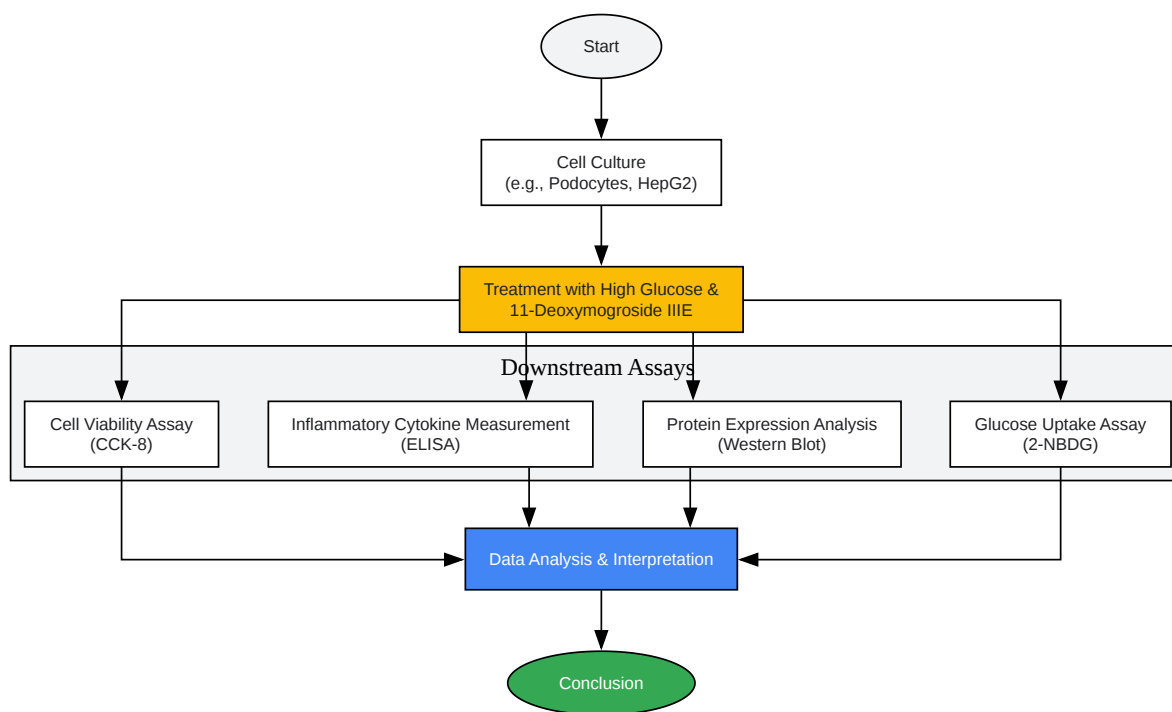 Start
Cell Culture
(e.g., Podocytes, HepG2)
Treatment with High Glucose &
11-Deoxymogroside IIIE
Downstream Assays
Cell Viability Assay
(CCK-8)
Inflammatory Cytokine Measurement
(ELISA)
Protein Expression Analysis
(Western Blot)
Glucose Uptake Assay
(2-NBDG)
Data Analysis & Interpretation
Conclusion